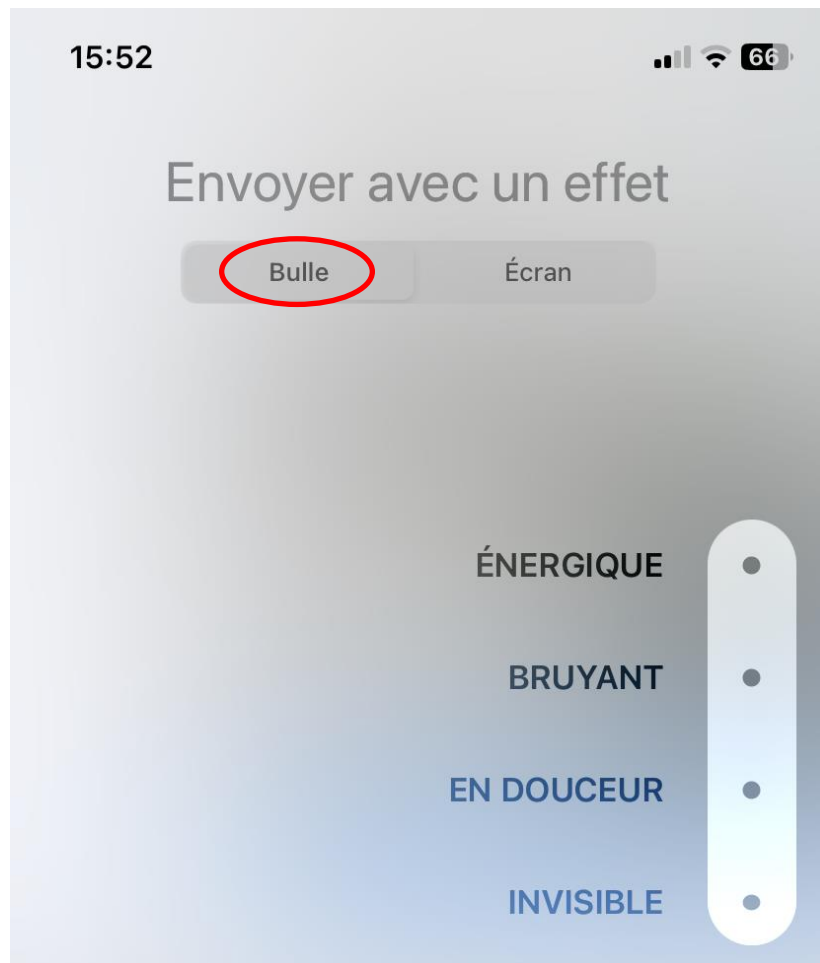 15:52 66
Envoyer avec un effet
Bulle Écran
ÉNERGIQUE
BRUYANT
EN DOUCEUR
INVISIBLE